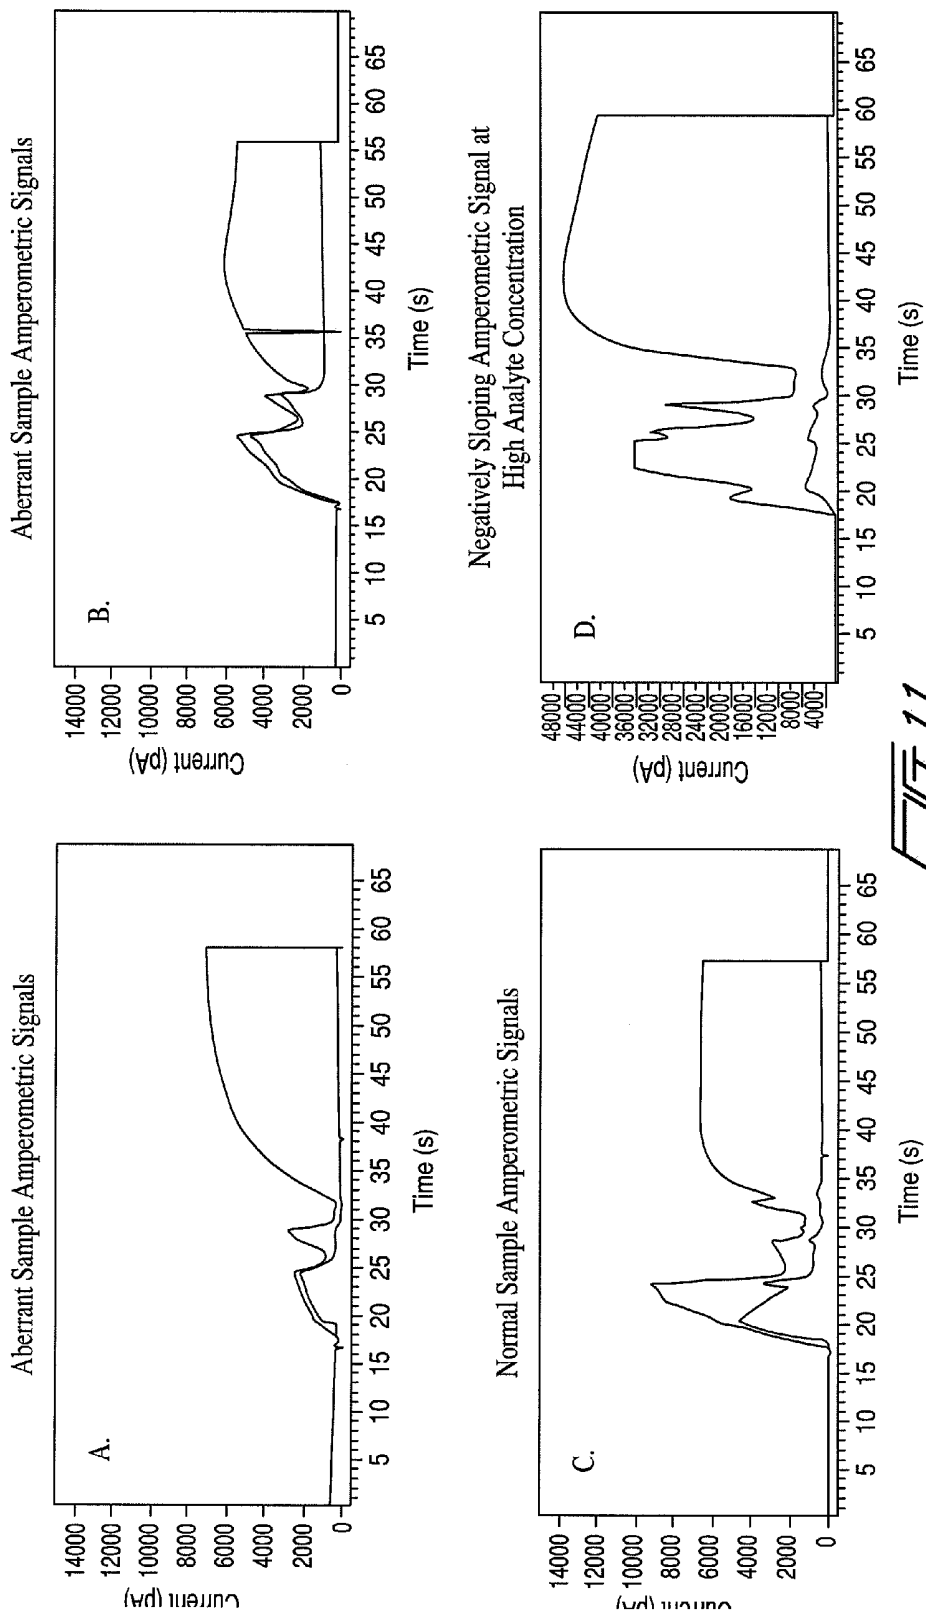 Aberrant Sample Amperometric Signals
A.
Current (pA)
14000
12000
10000
8000
6000
4000
2000
0
5 10 15 20 25 30 35 40 45 50 55 60 65
Time (s)
Aberrant Sample Amperometric Signals
B.
Current (pA)
14000
12000
10000
8000
6000
4000
2000
0
5 10 15 20 25 30 35 40 45 50 55 60 65
Time (s)
Normal Sample Amperometric Signals
C.
Current (pA)
14000
12000
10000
8000
6000
4000
2000
0
5 10 15 20 25 30 35 40 45 50 55 60 65
Time (s)
Negatively Sloping Amperometric Signal at
High Analyte Concentration
D.
Current (pA)
48000
44000
40000
36000
32000
28000
24000
20000
16000
12000
8000
4000
5 10 15 20 25 30 35 40 45 50 55 60 65
Time (s)
FIG. 11